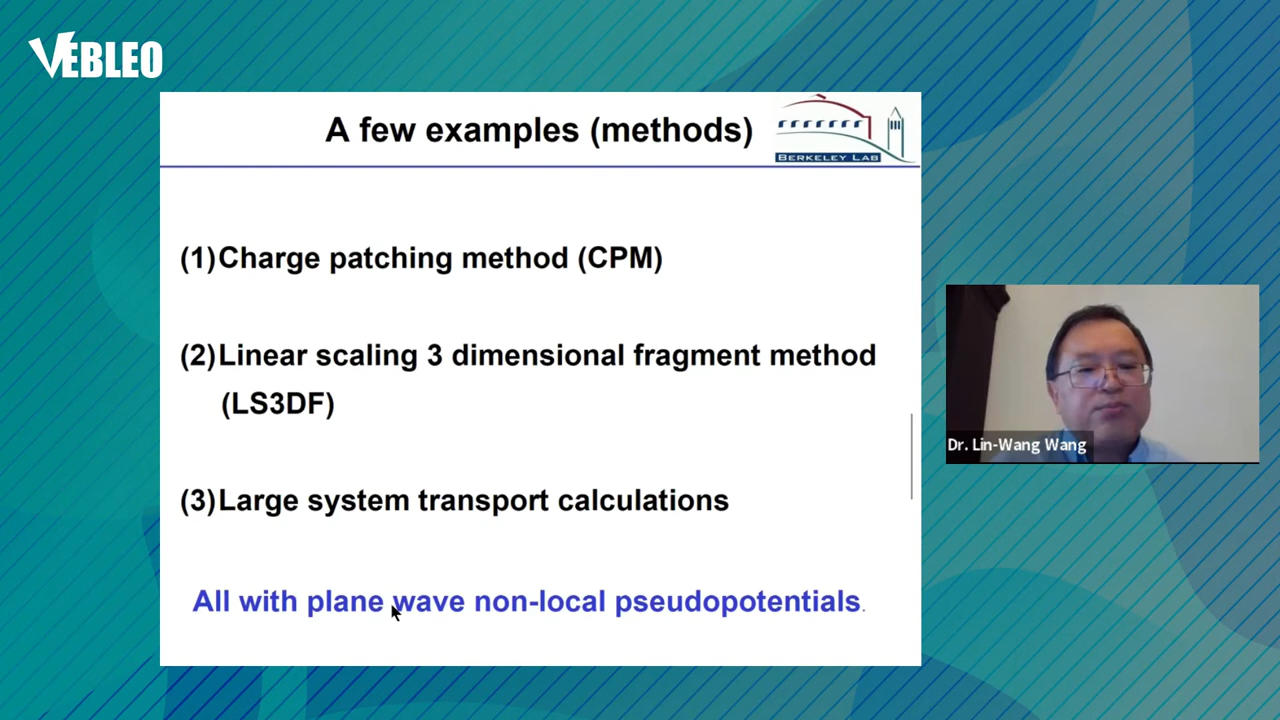 VEBLEO
A few examples (methods)
BERKELEY LAB
(1)Charge patching method (CPM)
(2)Linear scaling 3 dimensional fragment method
(LS3DF)
(3)Large system transport calculations
All with plane wave non-local pseudopotentials.
Dr. Lin-Wang Wang